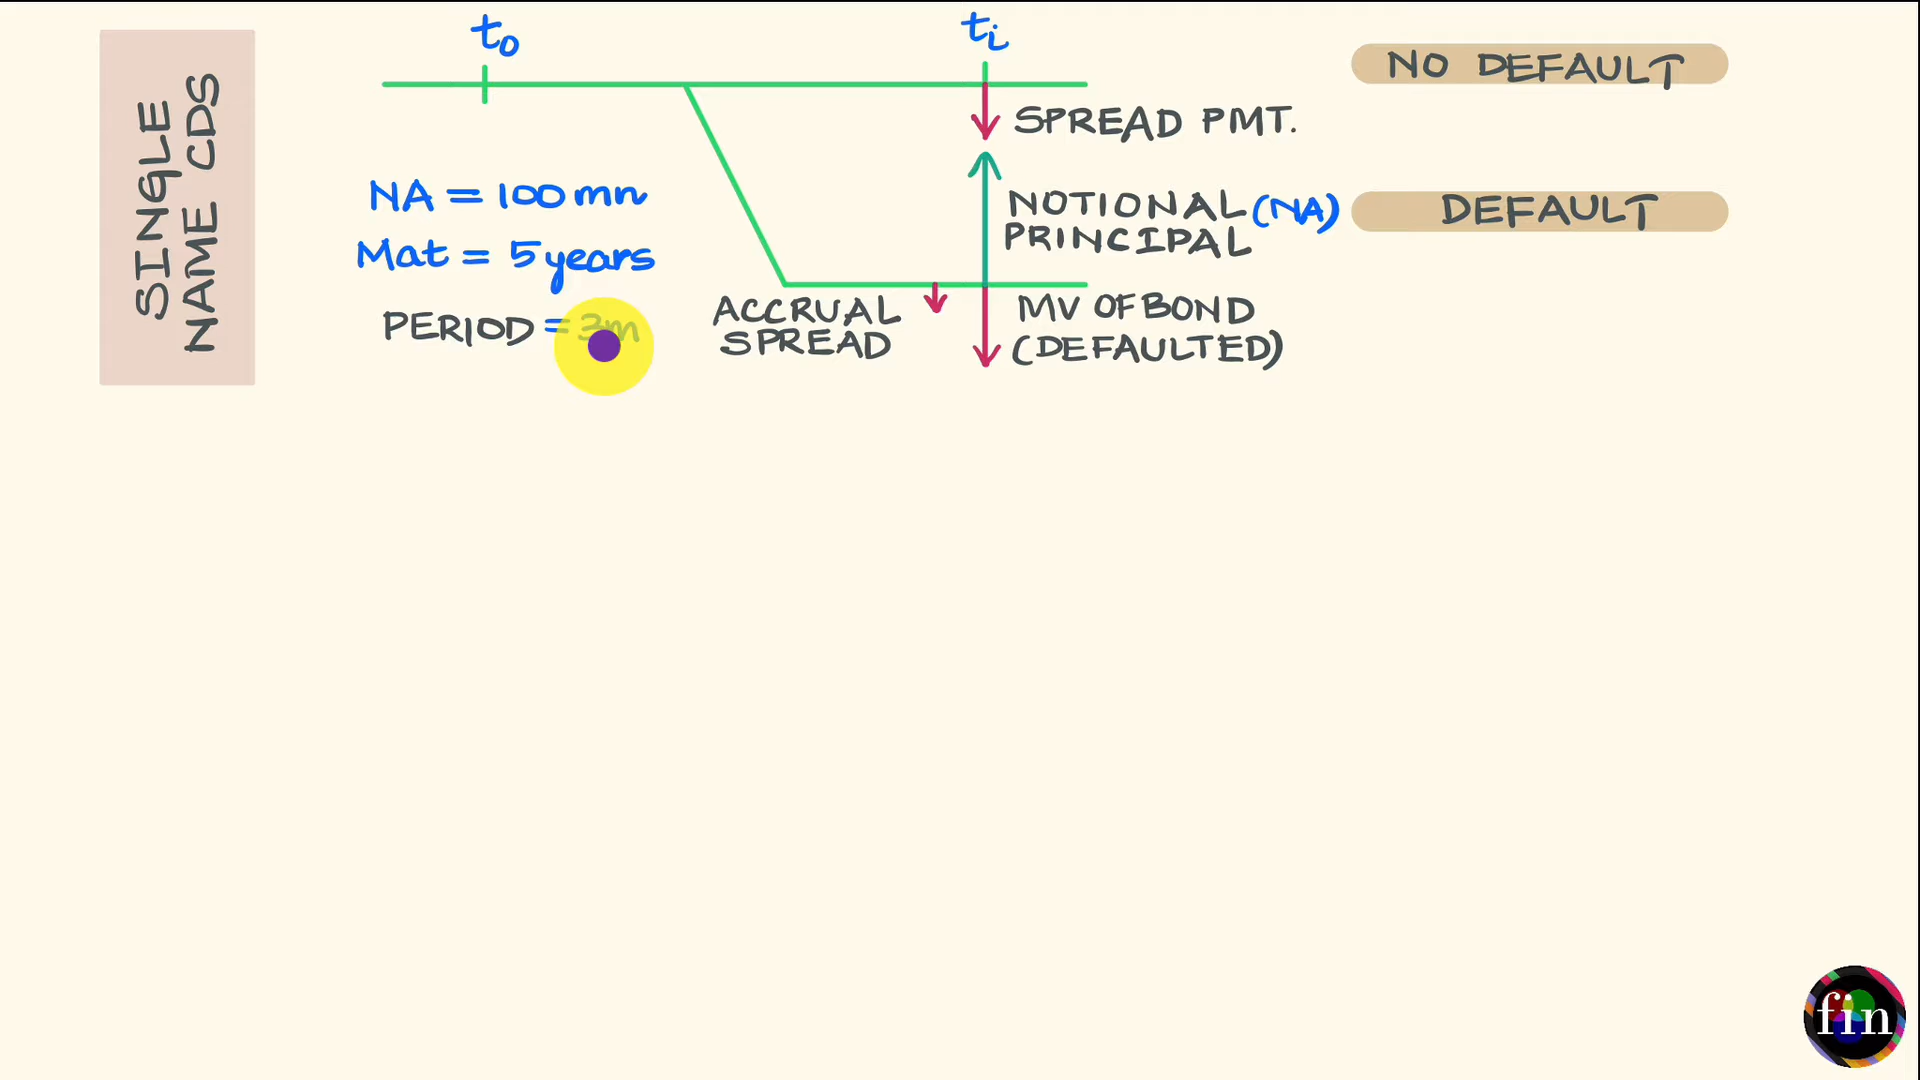 SINGLE
NAME CDS
t₀
tᵢ
NO DEFAULT
SPREAD PMT.
NA = 100 mn
NOTIONAL (NA)
PRINCIPAL
DEFAULT
Mat = 5 years
PERIOD = 3m
ACCRUAL
SPREAD
MV OF BOND
(DEFAULTED)
fin